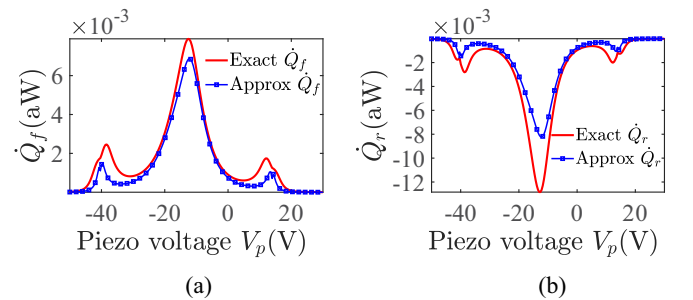 ×10⁻³
6
4
2
Q̇_f(aW)
Exact Q̇_f
Approx Q̇_f
-40 -20 0 20
Piezo voltage V_p(V)
(a)
×10⁻³
-2
-4
-6
-8
-10
-12
Q̇_r(aW)
Exact Q̇_r
Approx Q̇_r
-40 -20 0 20
Piezo voltage V_p(V)
(b)